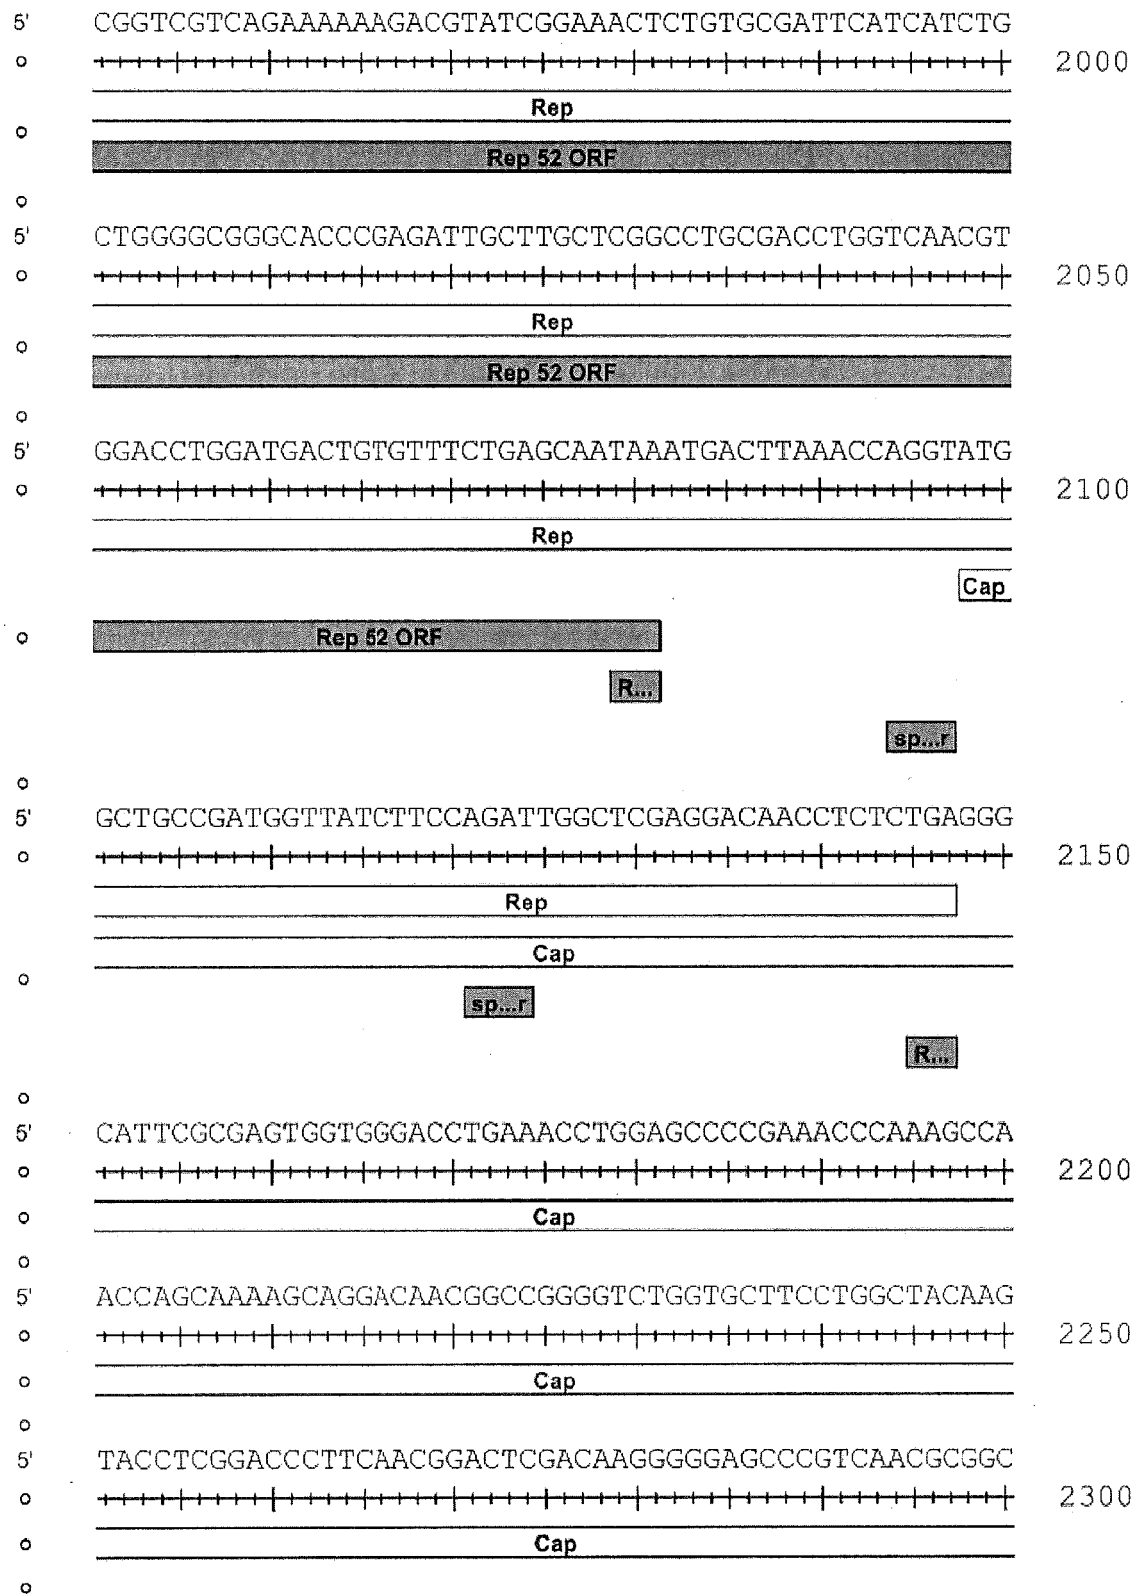 5' CGGTCGTCAGAAAAAAGACGTATCGGAAACTCTGTGCGATTCATCATCTG
2000
Rep
Rep 52 ORF
5' CTGGGGCGGGCACCCGAGATTGCTTGCTCGGCCTGCGACCTGGTCAACGT
2050
Rep
Rep 52 ORF
5' GGACCTGGATGACTGTGTTTCTGAGCAATAAATGACTTAAACCAGGTATG
2100
Rep
Cap
Rep 52 ORF
R...
sp...r
5' GCTGCCGATGGTTATCTTCCAGATTGGCTCGAGGACAACCTCTCTGAGGG
2150
Rep
Cap
sp...r
R...
5' CATTCGCGAGTGGTGGGACCTGAAACCTGGAGCCCCGAAACCCAAAGCCA
2200
Cap
5' ACCAGCAAAAGCAGGACAACGGCCGGGGTCTGGTGCTTCCTGGCTACAAG
2250
Cap
5' TACCTCGGACCCTTCAACGGACTCGACAAGGGGGAGCCCGTCAACGCGGC
2300
Cap